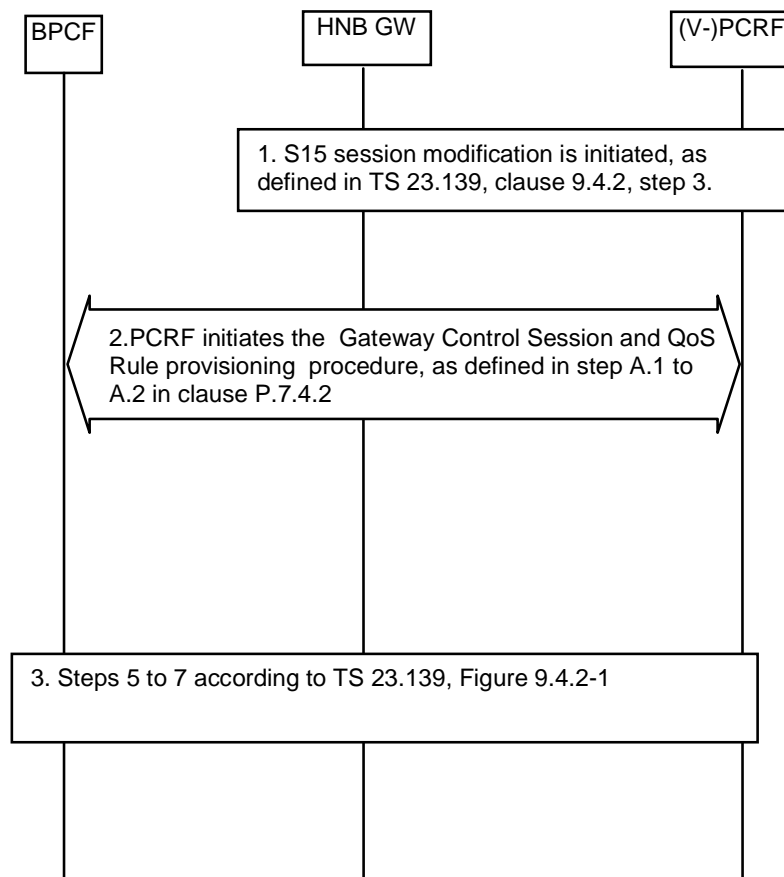 BPCF
HNB GW
(V-)PCRF
1. S15 session modification is initiated, as
defined in TS 23.139, clause 9.4.2, step 3.
2.PCRF initiates the  Gateway Control Session and QoS
Rule provisioning  procedure, as defined in step A.1 to
A.2 in clause P.7.4.2
3. Steps 5 to 7 according to TS 23.139, Figure 9.4.2-1